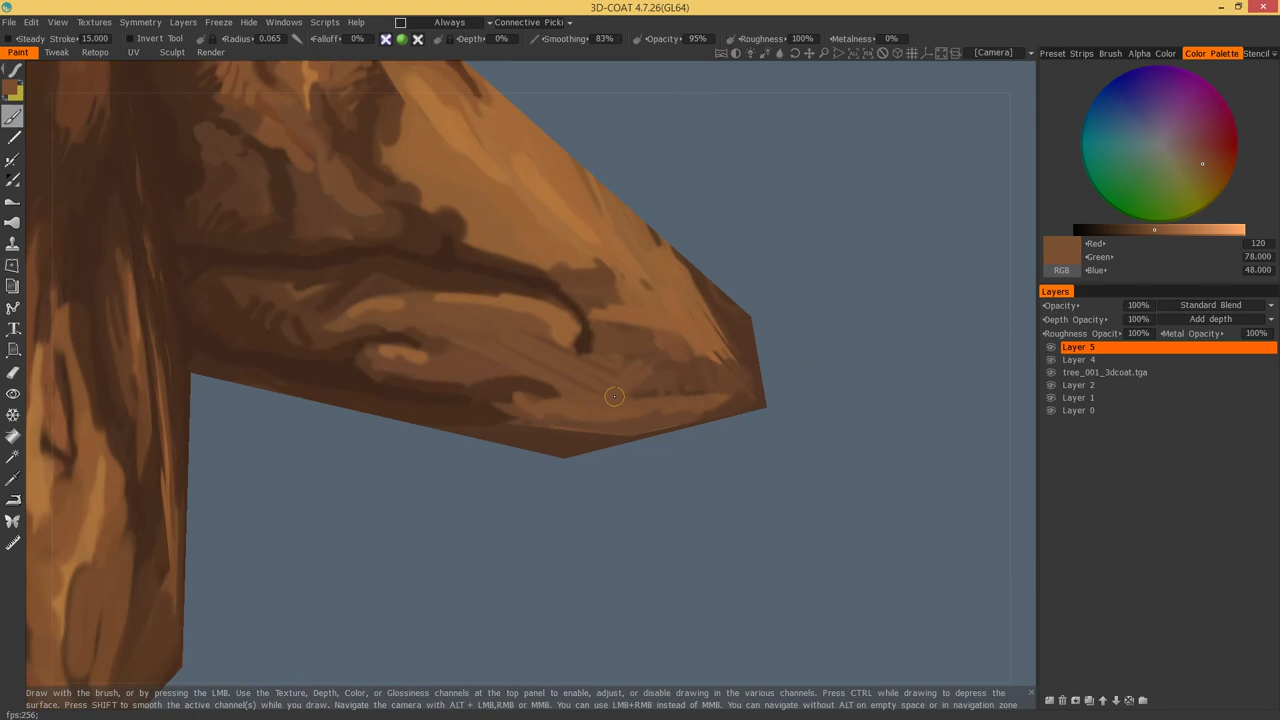 3D-COAT 4.7.26(GL64)
File Edit View Textures Symmetry Layers Freeze Hide Windows Scripts Help Always Connective Picki
Steady Stroke 15.000 Invert Tool Radius 0.065 Falloff 0% Depth 0% Smoothing 83% Opacity 95% Roughness 100% Metalness 0%
Paint Tweak Retopo UV Sculpt Render [Camera] Preset Strips Brush Alpha Color Color Palette Stencil
Red 120
Green 78.000
RGB Blue 48.000
Layers
Opacity 100% Standard Blend
Depth Opacity 100% Add depth
Roughness Opacit 100% Metal Opacity 100%
Layer 5
Layer 4
tree_001_3dcoat.tga
Layer 2
Layer 1
Layer 0
Draw with the brush, or by pressing the LMB. Use the Texture, Depth, Color, or Glossiness channels at the top panel to enable, adjust, or disable drawing in the various channels. Press CTRL while drawing to depress the
surface. Press SHIFT to smooth the active channel(s) while you draw. Navigate the camera with ALT + LMB,RMB or MMB. You can use LMB+RMB instead of MMB. You can navigate without ALT on empty space or in navigation zone
fps:256;